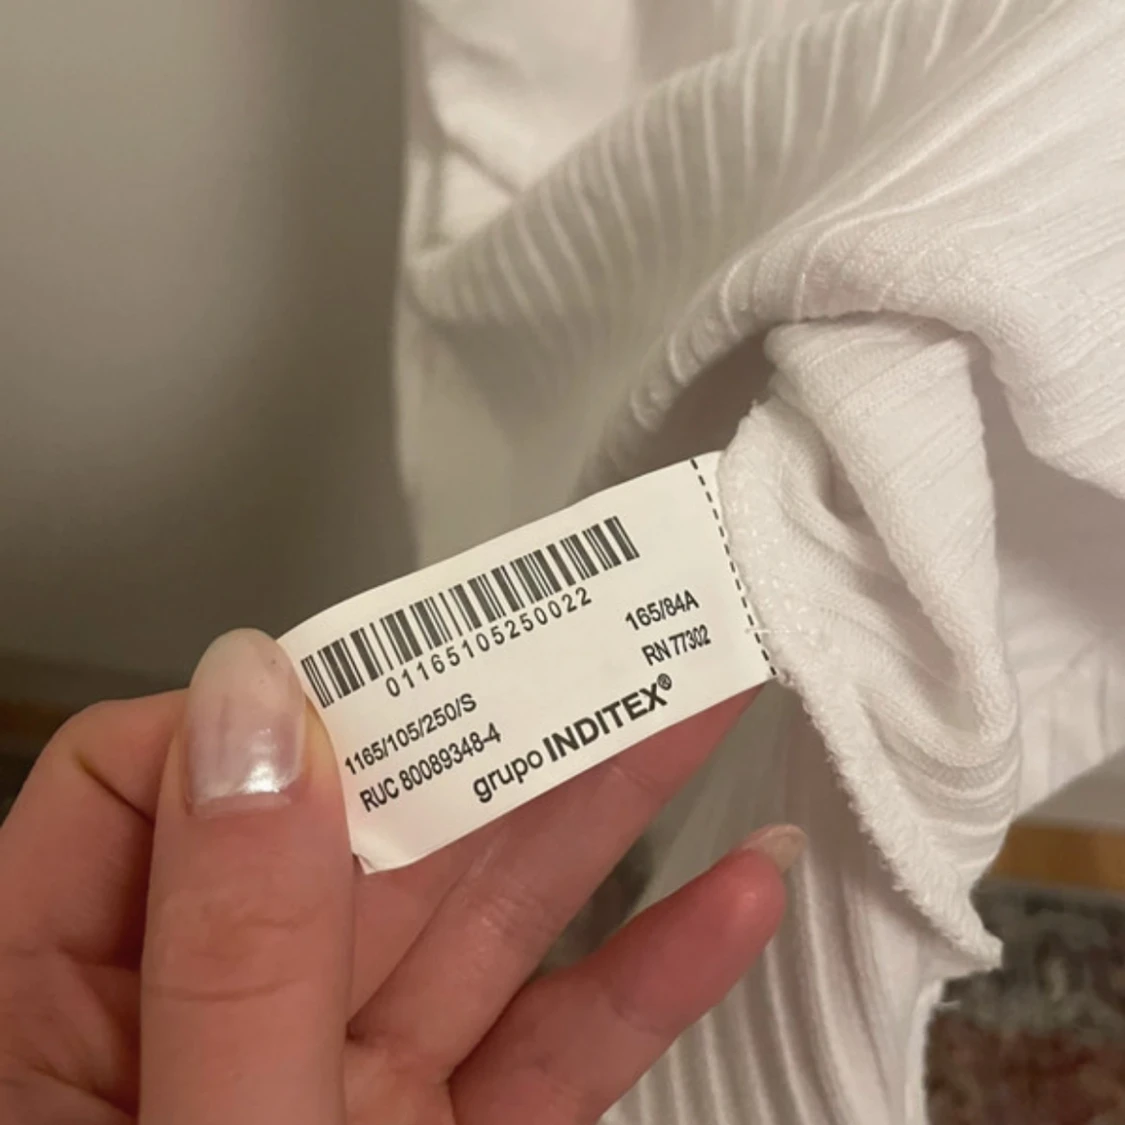 01165105250022
165/84A
RN 77302
1165/105/250/S
RUC 80089348-4
grupo INDITEX®